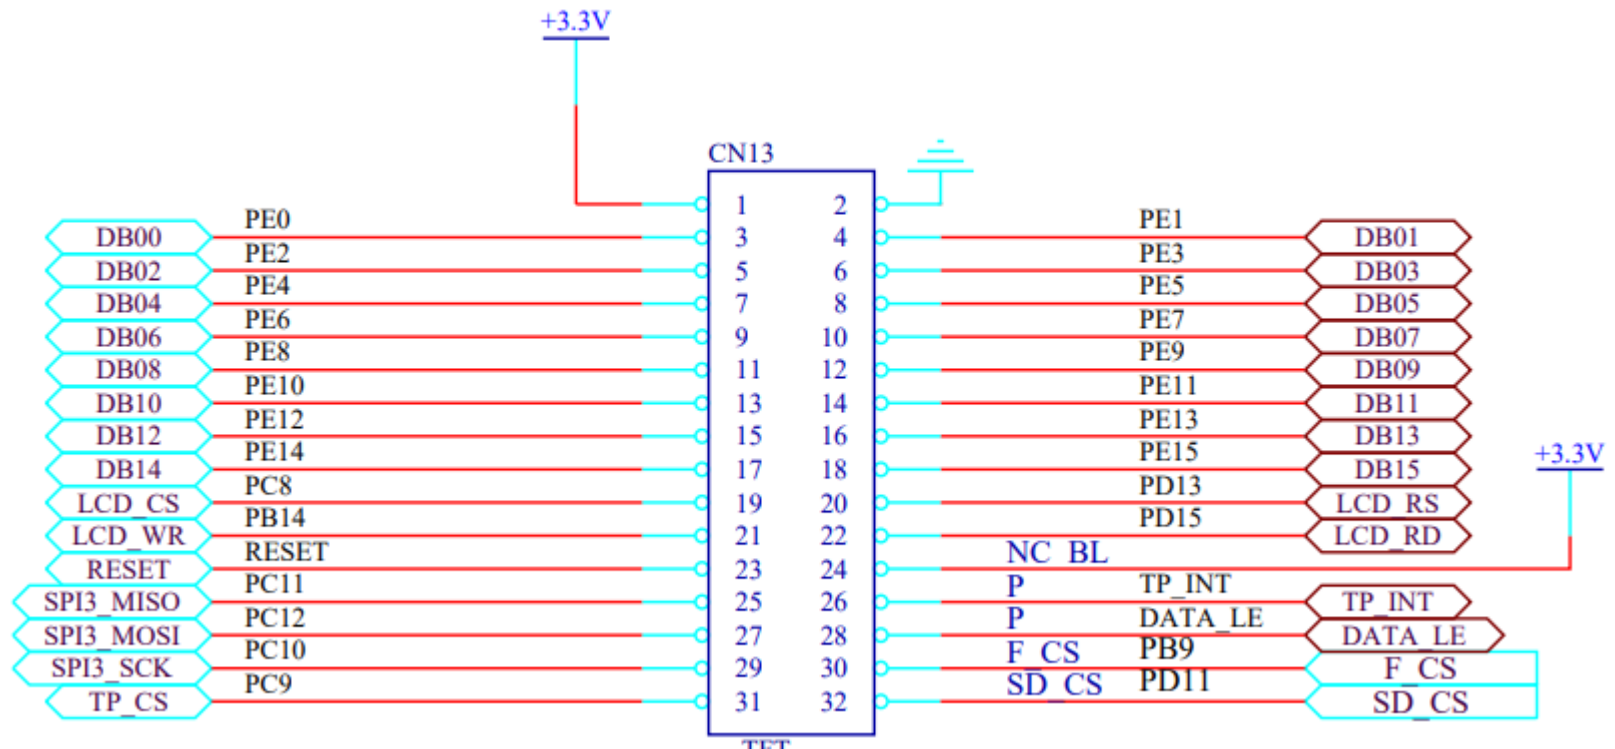 +3.3V
CN13
1 2
DB00 PE0 3 4 PE1 DB01
DB02 PE2 5 6 PE3 DB03
DB04 PE4 7 8 PE5 DB05
DB06 PE6 9 10 PE7 DB07
DB08 PE8 11 12 PE9 DB09
DB10 PE10 13 14 PE11 DB11
DB12 PE12 15 16 PE13 DB13
DB14 PE14 17 18 PE15 DB15
+3.3V
LCD_CS PC8 19 20 PD13 LCD_RS
LCD_WR PB14 21 22 PD15 LCD_RD
RESET RESET 23 24 NC BL
SPI3_MISO PC11 25 26 P TP_INT TP_INT
SPI3_MOSI PC12 27 28 P DATA_LE DATA_LE
SPI3_SCK PC10 29 30 F_CS PB9 F_CS
TP_CS PC9 31 32 SD_CS PD11 SD_CS
TFT